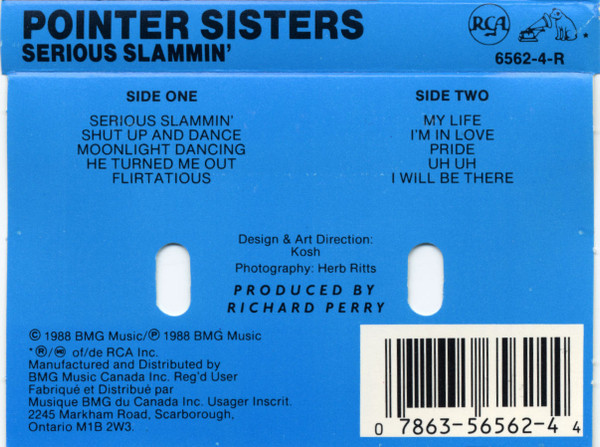 POINTER SISTERS
SERIOUS SLAMMIN'
RCA
6562-4-R
SIDE ONE
SERIOUS SLAMMIN'
SHUT UP AND DANCE
MOONLIGHT DANCING
HE TURNED ME OUT
FLIRTATIOUS
SIDE TWO
MY LIFE
I'M IN LOVE
PRIDE
UH UH
I WILL BE THERE
Design & Art Direction:
Kosh
Photography: Herb Ritts
PRODUCED BY
RICHARD PERRY
© 1988 BMG Music/℗ 1988 BMG Music
* ®/ of/de RCA Inc.
Manufactured and Distributed by
BMG Music Canada Inc. Reg'd User
Fabriqué et Distribué par
Musique BMG du Canada Inc. Usager Inscrit.
2245 Markham Road, Scarborough,
Ontario M1B 2W3.
0 7863-56562-4 4